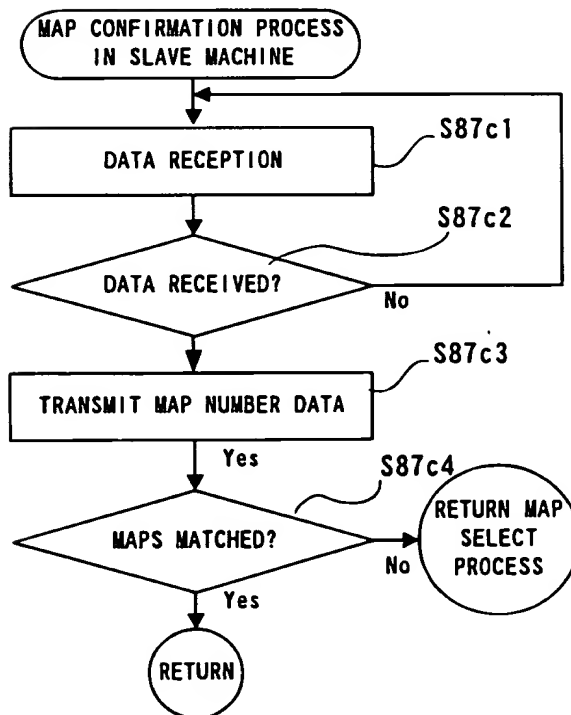 MAP CONFIRMATION PROCESS
IN SLAVE MACHINE
S87c1
DATA RECEPTION
S87c2
DATA RECEIVED?
No
S87c3
TRANSMIT MAP NUMBER DATA
Yes
S87c4
MAPS MATCHED?
No
RETURN MAP
SELECT
PROCESS
Yes
RETURN